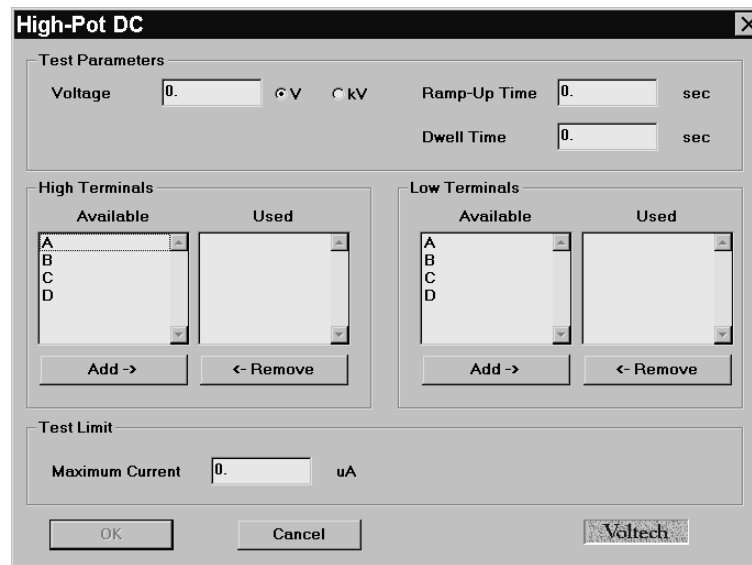 High-Pot DC
Test Parameters
Voltage 0. V kV Ramp-Up Time 0. sec
Dwell Time 0. sec
High Terminals Low Terminals
Available Used Available Used
A A
B B
C C
D D
Add -> <- Remove Add -> <- Remove
Test Limit
Maximum Current 0. uA
OK Cancel Voltech